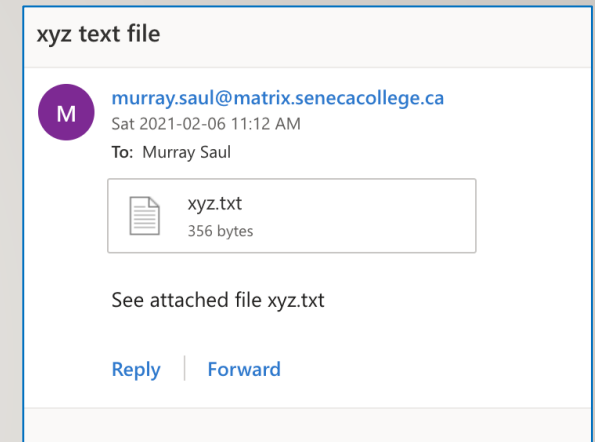 xyz text file
M
murray.saul@matrix.senecacollege.ca
Sat 2021-02-06 11:12 AM
To: Murray Saul
xyz.txt
356 bytes
See attached file xyz.txt
Reply Forward